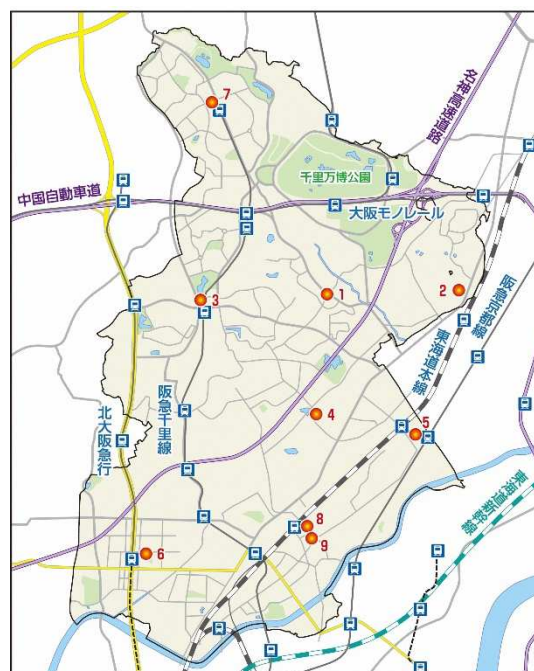 7
名神高速道路
千里万博公園
中国自動車道
大阪モノレール
1
2
3
阪急京都線
東海道本線
阪急千里線
4
5
北大阪急行
東海道新幹線
8
6
9